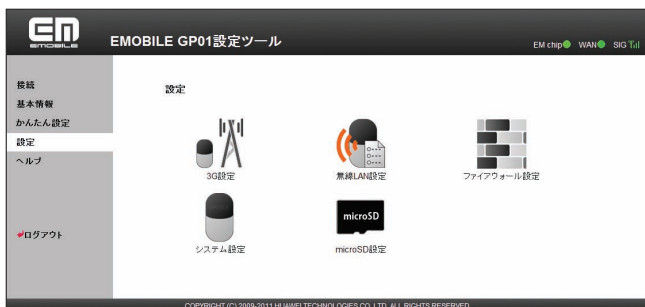 EM
EMOBILE
EMOBILE GP01設定ツール
EM chip WAN SIG
接続
基本情報
かんたん設定
設定
ヘルプ
ログアウト
設定
3G設定
無線LAN設定
ファイアウォール設定
microSD
システム設定
microSD設定
COPYRIGHT (C) 2009-2011 HUAWEI TECHNOLOGIES CO., LTD. ALL RIGHTS RESERVED.